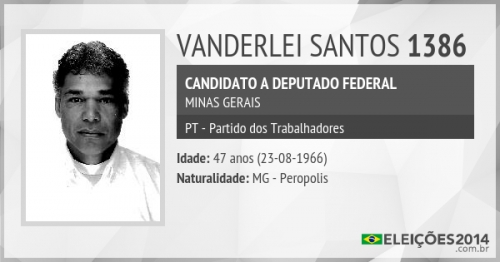 VANDERLEI SANTOS 1386
CANDIDATO A DEPUTADO FEDERAL
MINAS GERAIS
PT - Partido dos Trabalhadores
Idade: 47 anos (23-08-1966)
Naturalidade: MG - Peropolis
ELEIÇÕES2014
.com.br